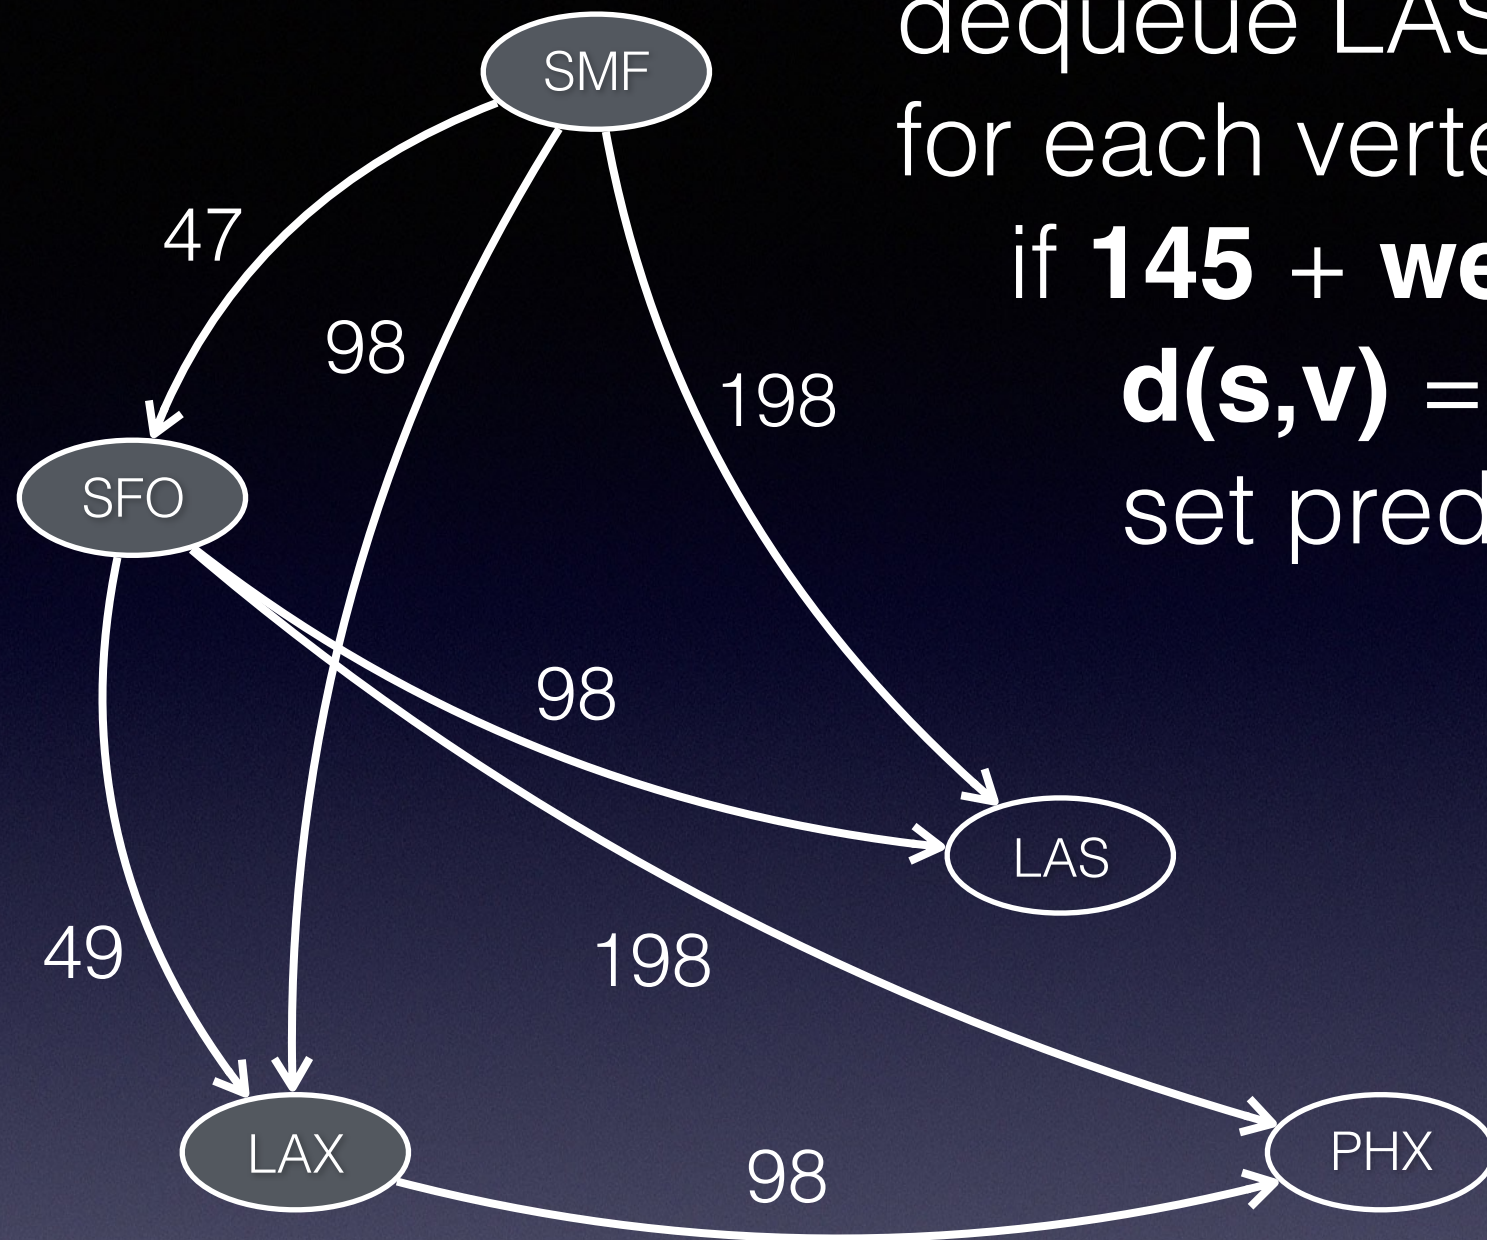 dequeue LAS
for each verte
if 145 + we
d(s,v) =
set pred
SMF
47
98
198
SFO
98
LAS
49
198
LAX
98
PHX